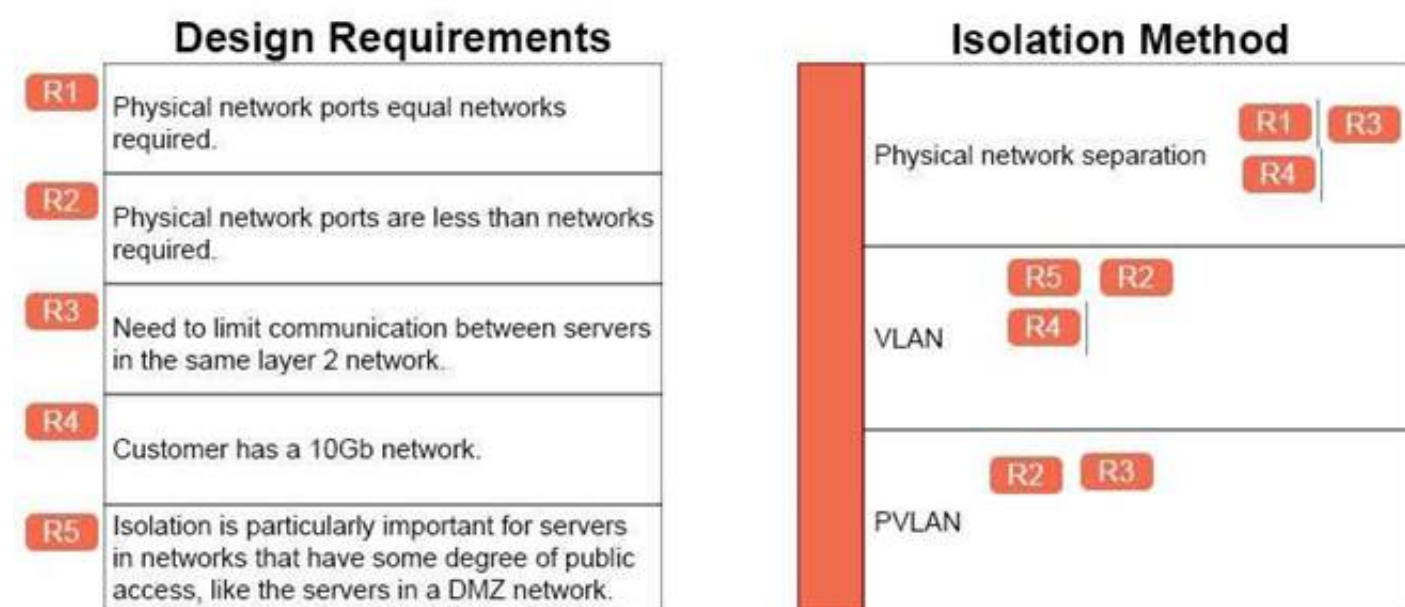 Design Requirements
R1
Physical network ports equal networks
required.
R2
Physical network ports are less than networks
required.
R3
Need to limit communication between servers
in the same layer 2 network.
R4
Customer has a 10Gb network.
R5
Isolation is particularly important for servers
in networks that have some degree of public
access, like the servers in a DMZ network.
Isolation Method
Physical network separation
R1 R3
R4
VLAN
R5 R2
R4
PVLAN
R2 R3